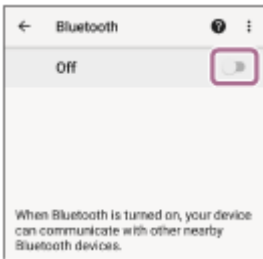 Bluetooth
Off
When Bluetooth is turned on, your device
can communicate with other nearby
Bluetooth devices.